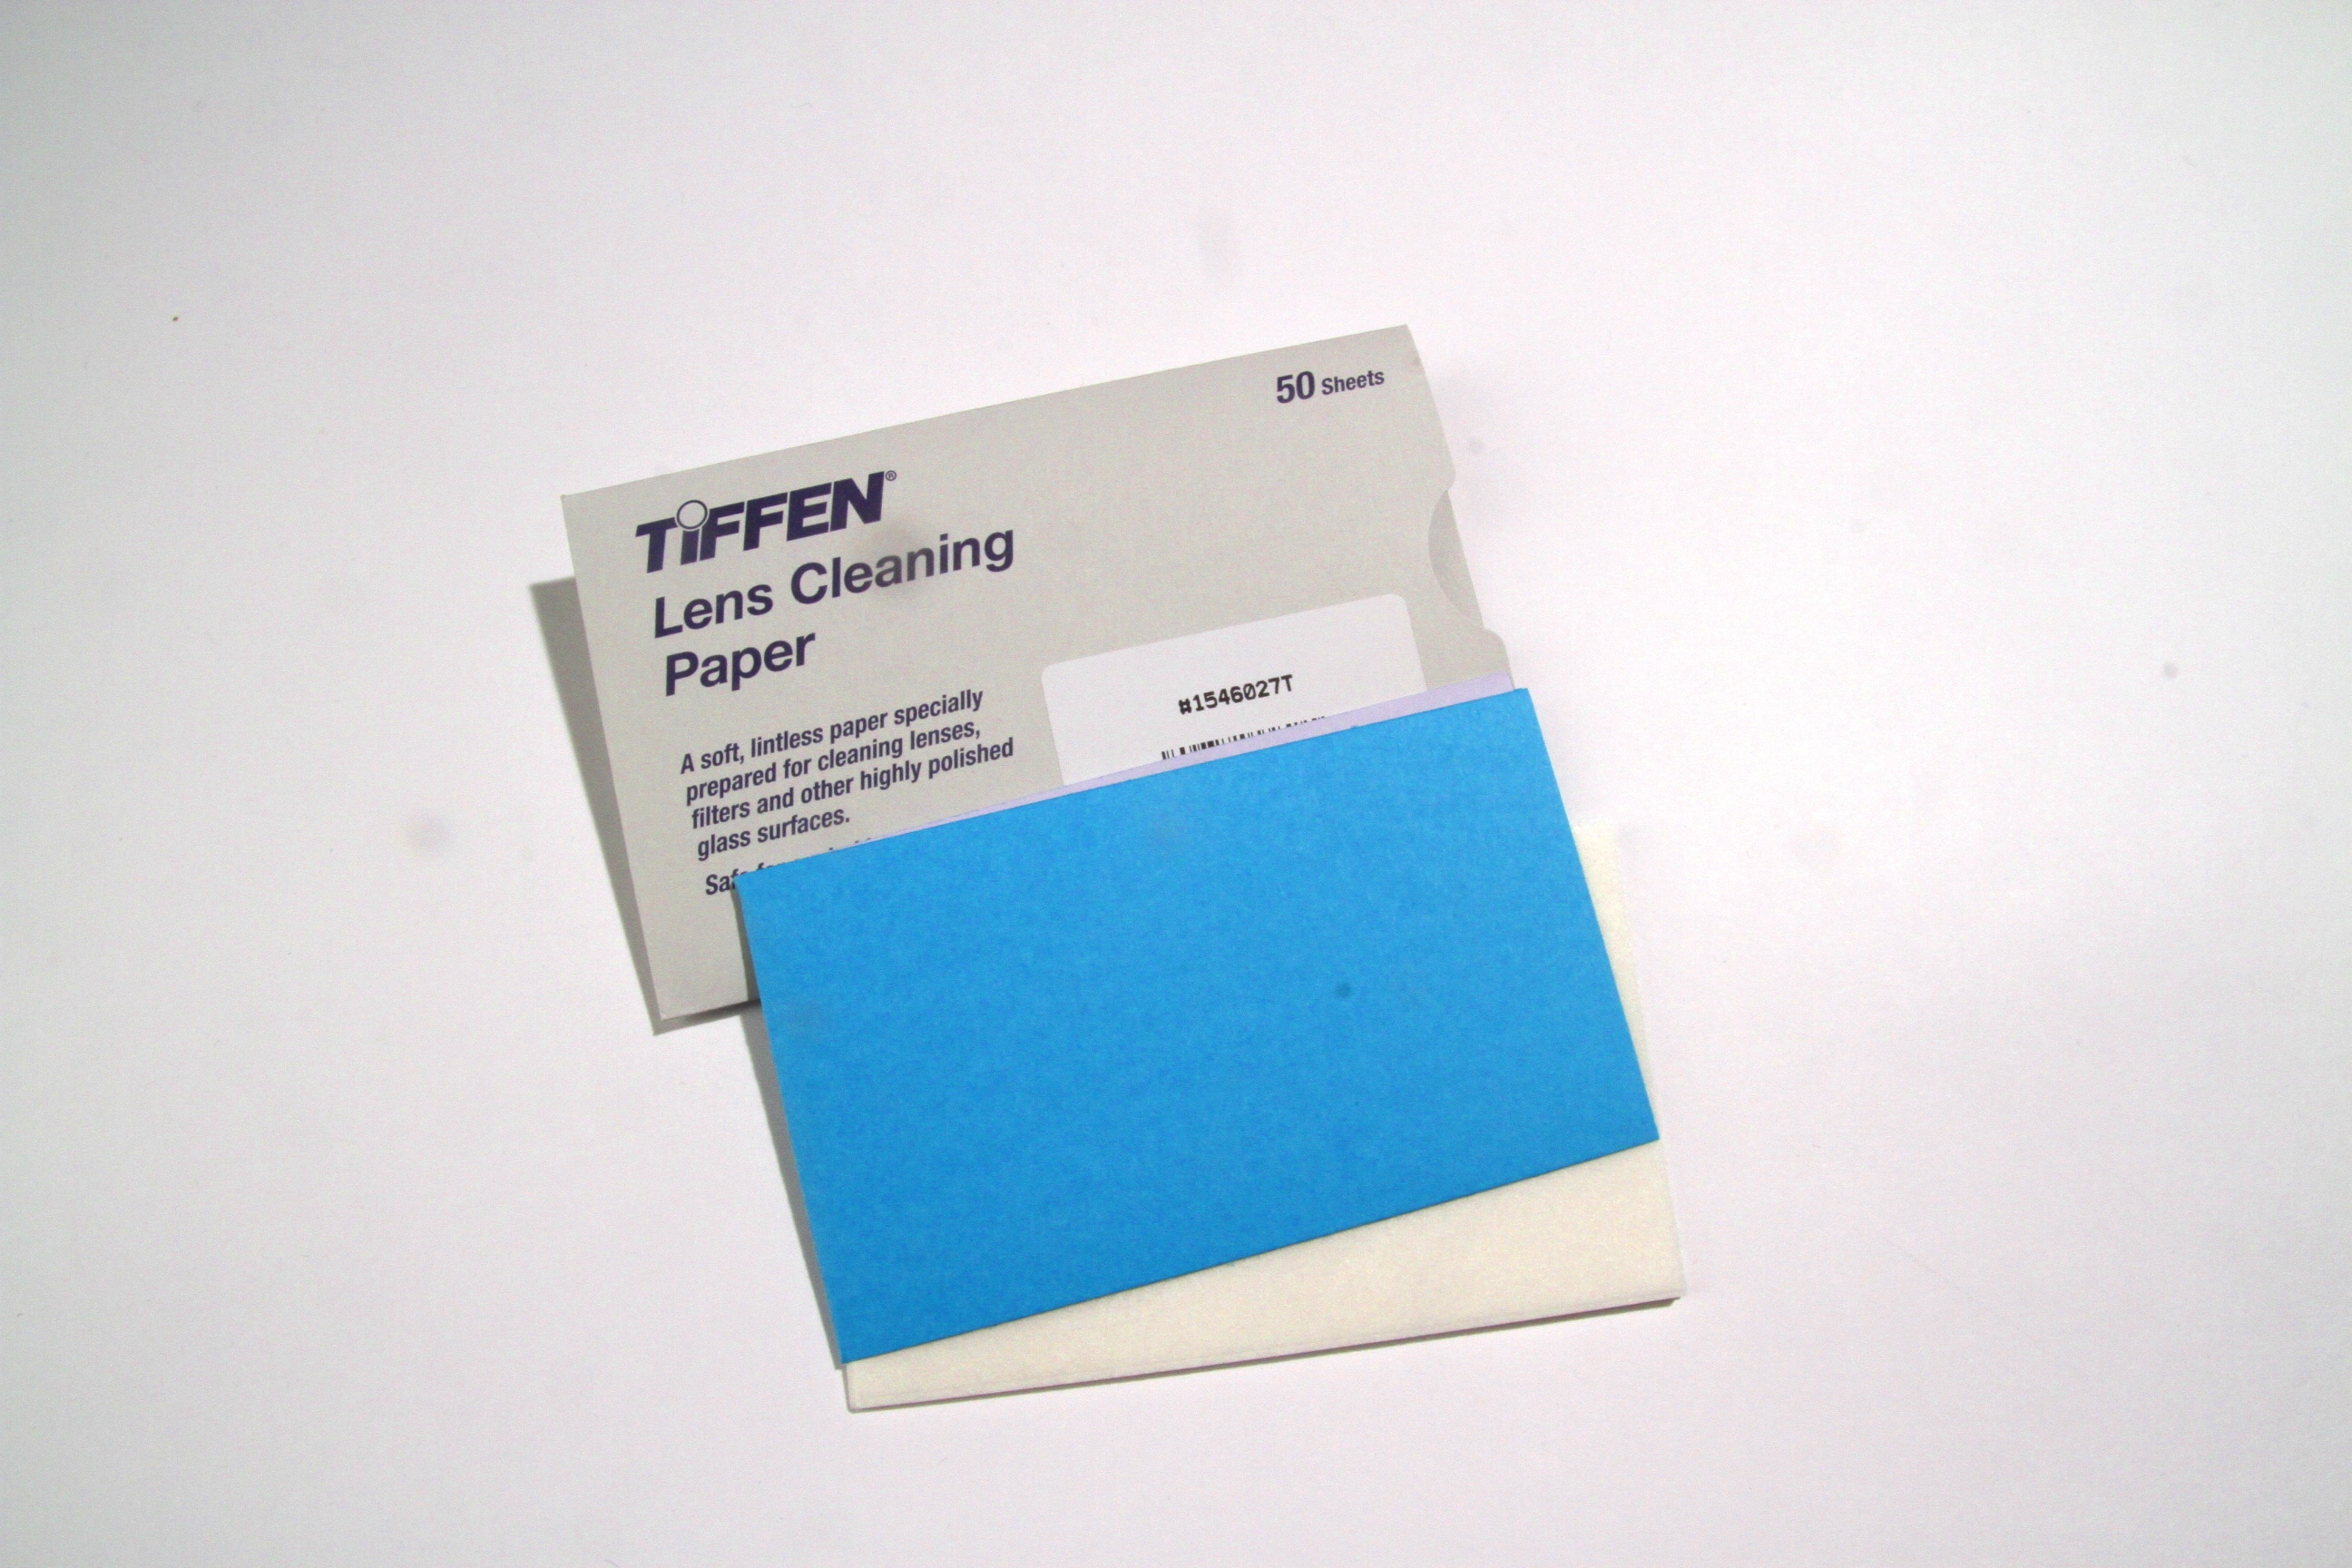 50 Sheets
TiFFEN®
Lens Cleaning
Paper
A soft, lintless paper specially
prepared for cleaning lenses,
filters and other highly polished
glass surfaces.
#1546027T